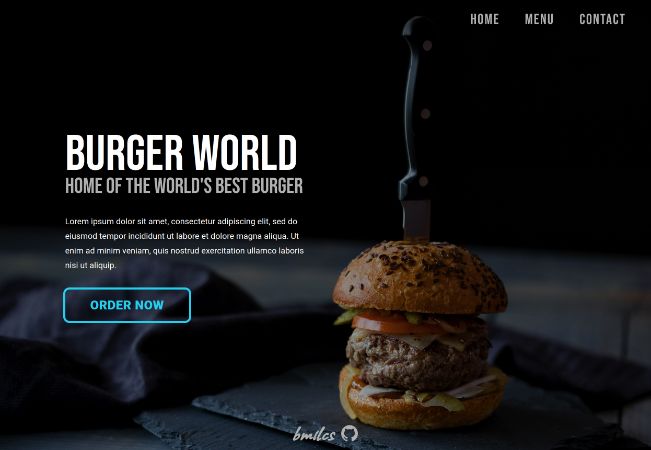 HOME MENU CONTACT
BURGER WORLD
HOME OF THE WORLD'S BEST BURGER
Lorem ipsum dolor sit amet, consectetur adipiscing elit, sed do
eiusmod tempor incididunt ut labore et dolore magna aliqua. Ut
enim ad minim veniam, quis nostrud exercitation ullamco laboris
nisi ut aliquip.
ORDER NOW
bmilcs